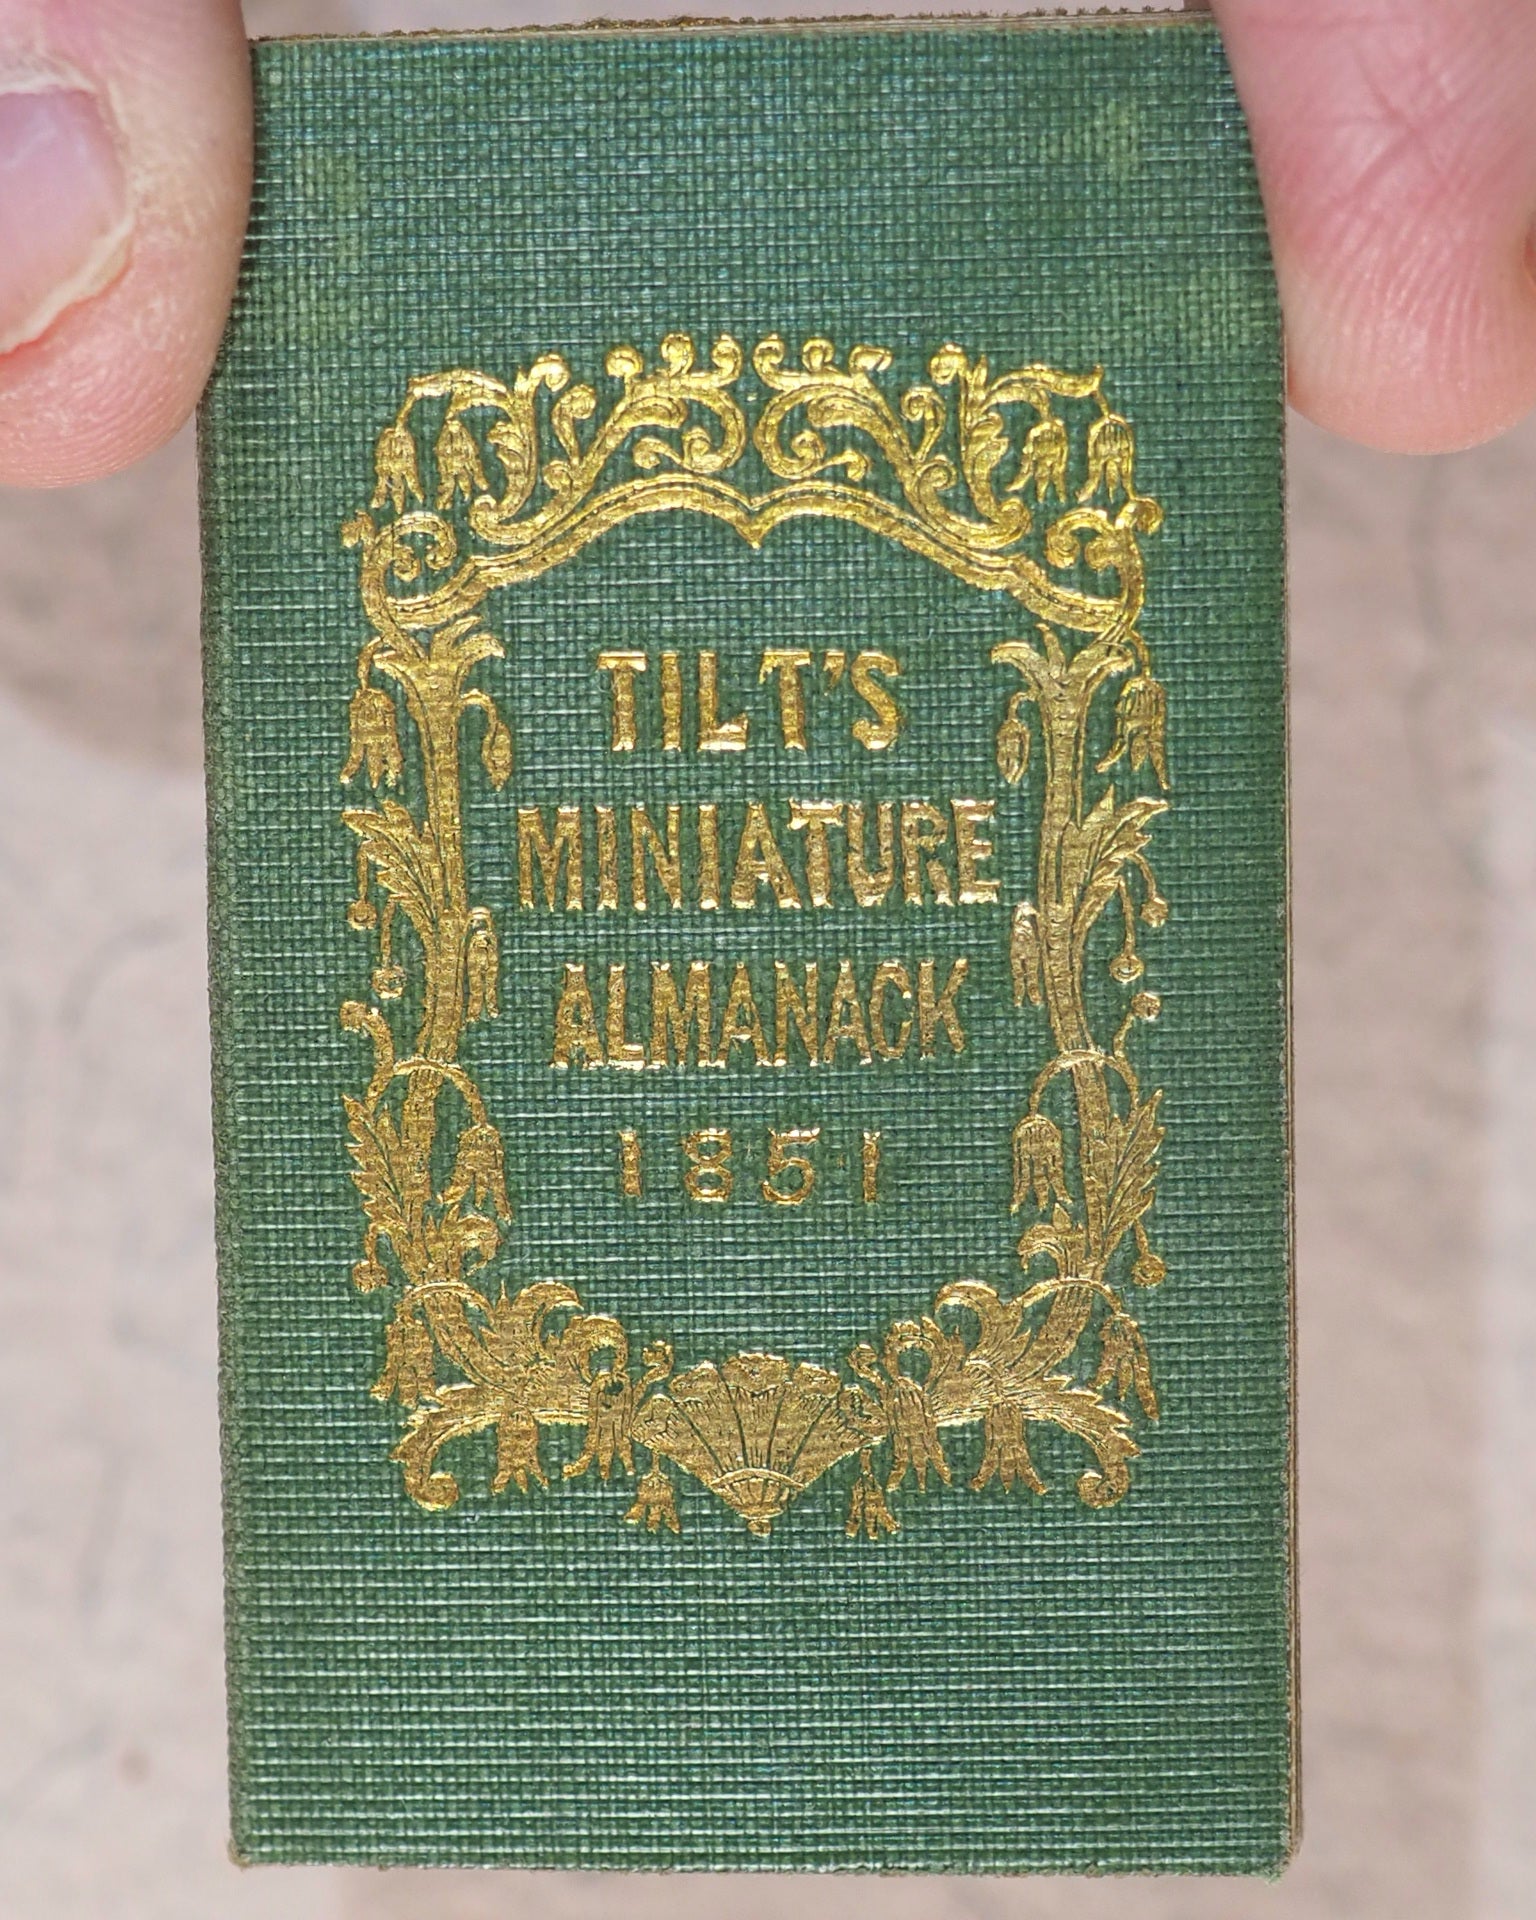 TILT'S
MINIATURE
ALMANACK
1851